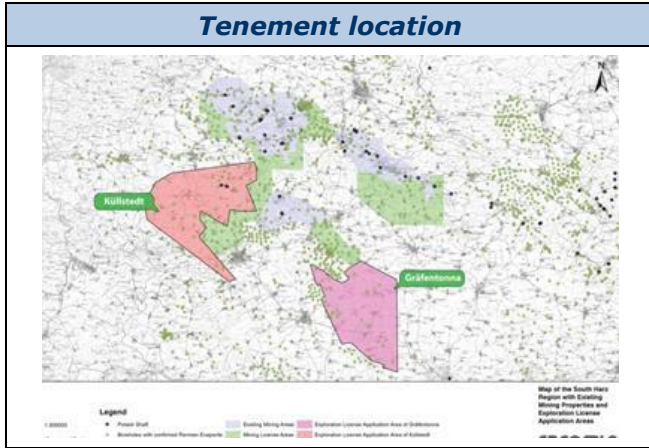 Tenement location
N
Küllstedt
Gräfentonna
Map of the South Harz
Region with Existing
Mining Properties and
Exploration License
Application Areas
Legend
Potash Shaft
Existing Mining Areas
Exploration License Application Area of Gräfentonna
Boreholes with confirmed Permian Evaporite
Mining License Areas
Exploration License Application Area of Küllstedt